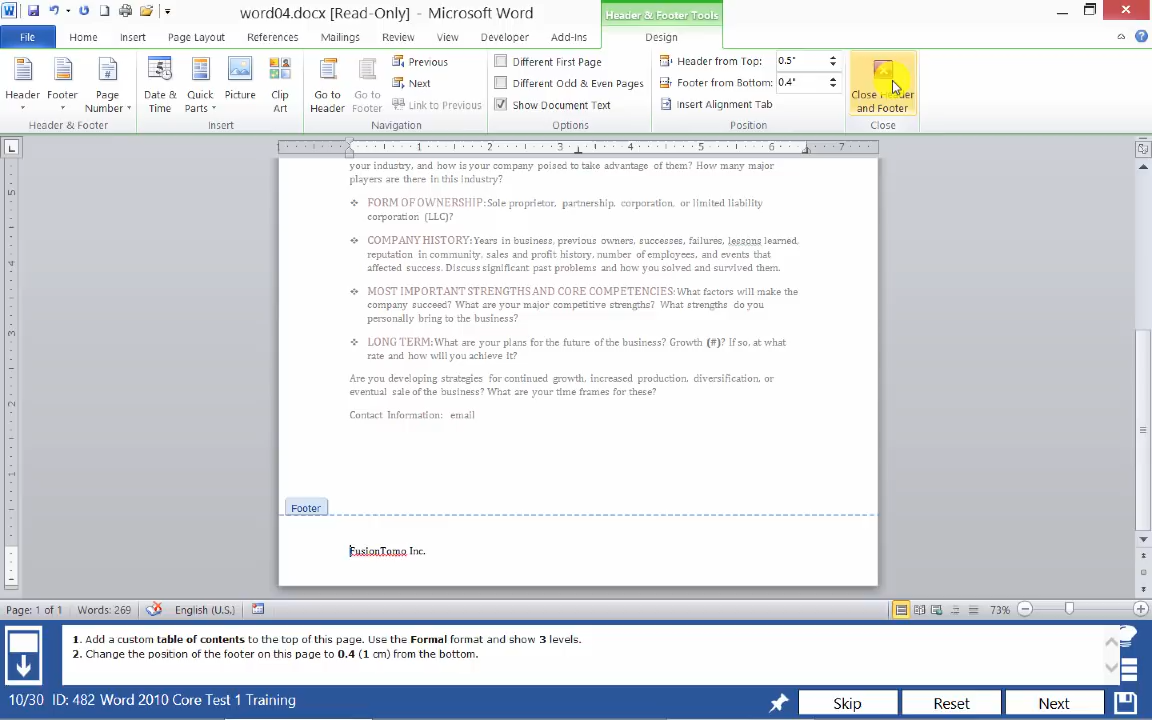 word04.docx [Read-Only] - Microsoft Word
Header & Footer Tools
File Home Insert Page Layout References Mailings Review View Developer Add-Ins Design
Header
Footer
Page Number
Header & Footer
Date & Time
Quick Parts
Picture
Clip Art
Insert
Go to Header
Go to Footer
Previous
Next
Link to Previous
Navigation
Different First Page
Different Odd & Even Pages
Show Document Text
Options
Header from Top: 0.5"
Footer from Bottom: 0.4"
Insert Alignment Tab
Position
Close Header and Footer
Close
1 2 3 4 5 6 7
your industry, and how is your company poised to take advantage of them? How many major
players are there in this industry?
FORM OF OWNERSHIP: Sole proprietor, partnership, corporation, or limited liability
corporation (LLC)?
COMPANY HISTORY: Years in business, previous owners, successes, failures, lessons learned,
reputation in community, sales and profit history, number of employees, and events that
affected success. Discuss significant past problems and how you solved and survived them.
MOST IMPORTANT STRENGTHS AND CORE COMPETENCIES: What factors will make the
company succeed? What are your major competitive strengths? What strengths do you
personally bring to the business?
LONG TERM: What are your plans for the future of the business? Growth (#)? If so, at what
rate and how will you achieve it?
Are you developing strategies for continued growth, increased production, diversification, or
eventual sale of the business? What are your time frames for these?
Contact Information: email
Footer
FusionTomo Inc.
Page: 1 of 1 Words: 269 English (U.S.) 73%
1. Add a custom table of contents to the top of this page. Use the Formal format and show 3 levels.
2. Change the position of the footer on this page to 0.4 (1 cm) from the bottom.
10/30 ID: 482 Word 2010 Core Test 1 Training Skip Reset Next